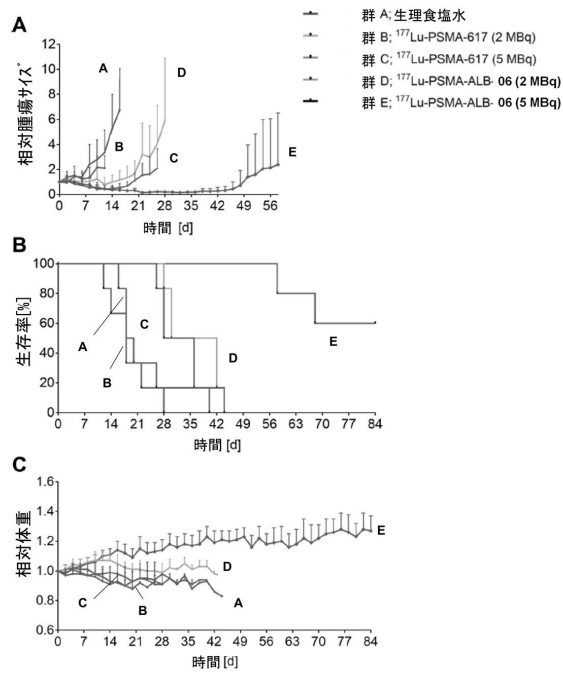 群 A; 生理食塩水
群 B; ¹⁷⁷Lu-PSMA-617 (2 MBq)
群 C; ¹⁷⁷Lu-PSMA-617 (5 MBq)
群 D; ¹⁷⁷Lu-PSMA-ALB- 06 (2 MBq)
群 E; ¹⁷⁷Lu-PSMA-ALB- 06 (5 MBq)
A
相対腫瘍サイズ
12
10
8
6
4
2
0
A
B
D
C
E
0 7 14 21 28 35 42 49 56
時間 [d]
B
生存率[%]
100
80
60
40
20
0
A
B
C
D
E
0 7 14 21 28 35 42 49 56 63 70 77 84
時間 [d]
C
相対体重
1.6
1.4
1.2
1.0
0.8
0.6
E
D
C
B
A
0 7 14 21 28 35 42 49 56 63 70 77 84
時間 [d]